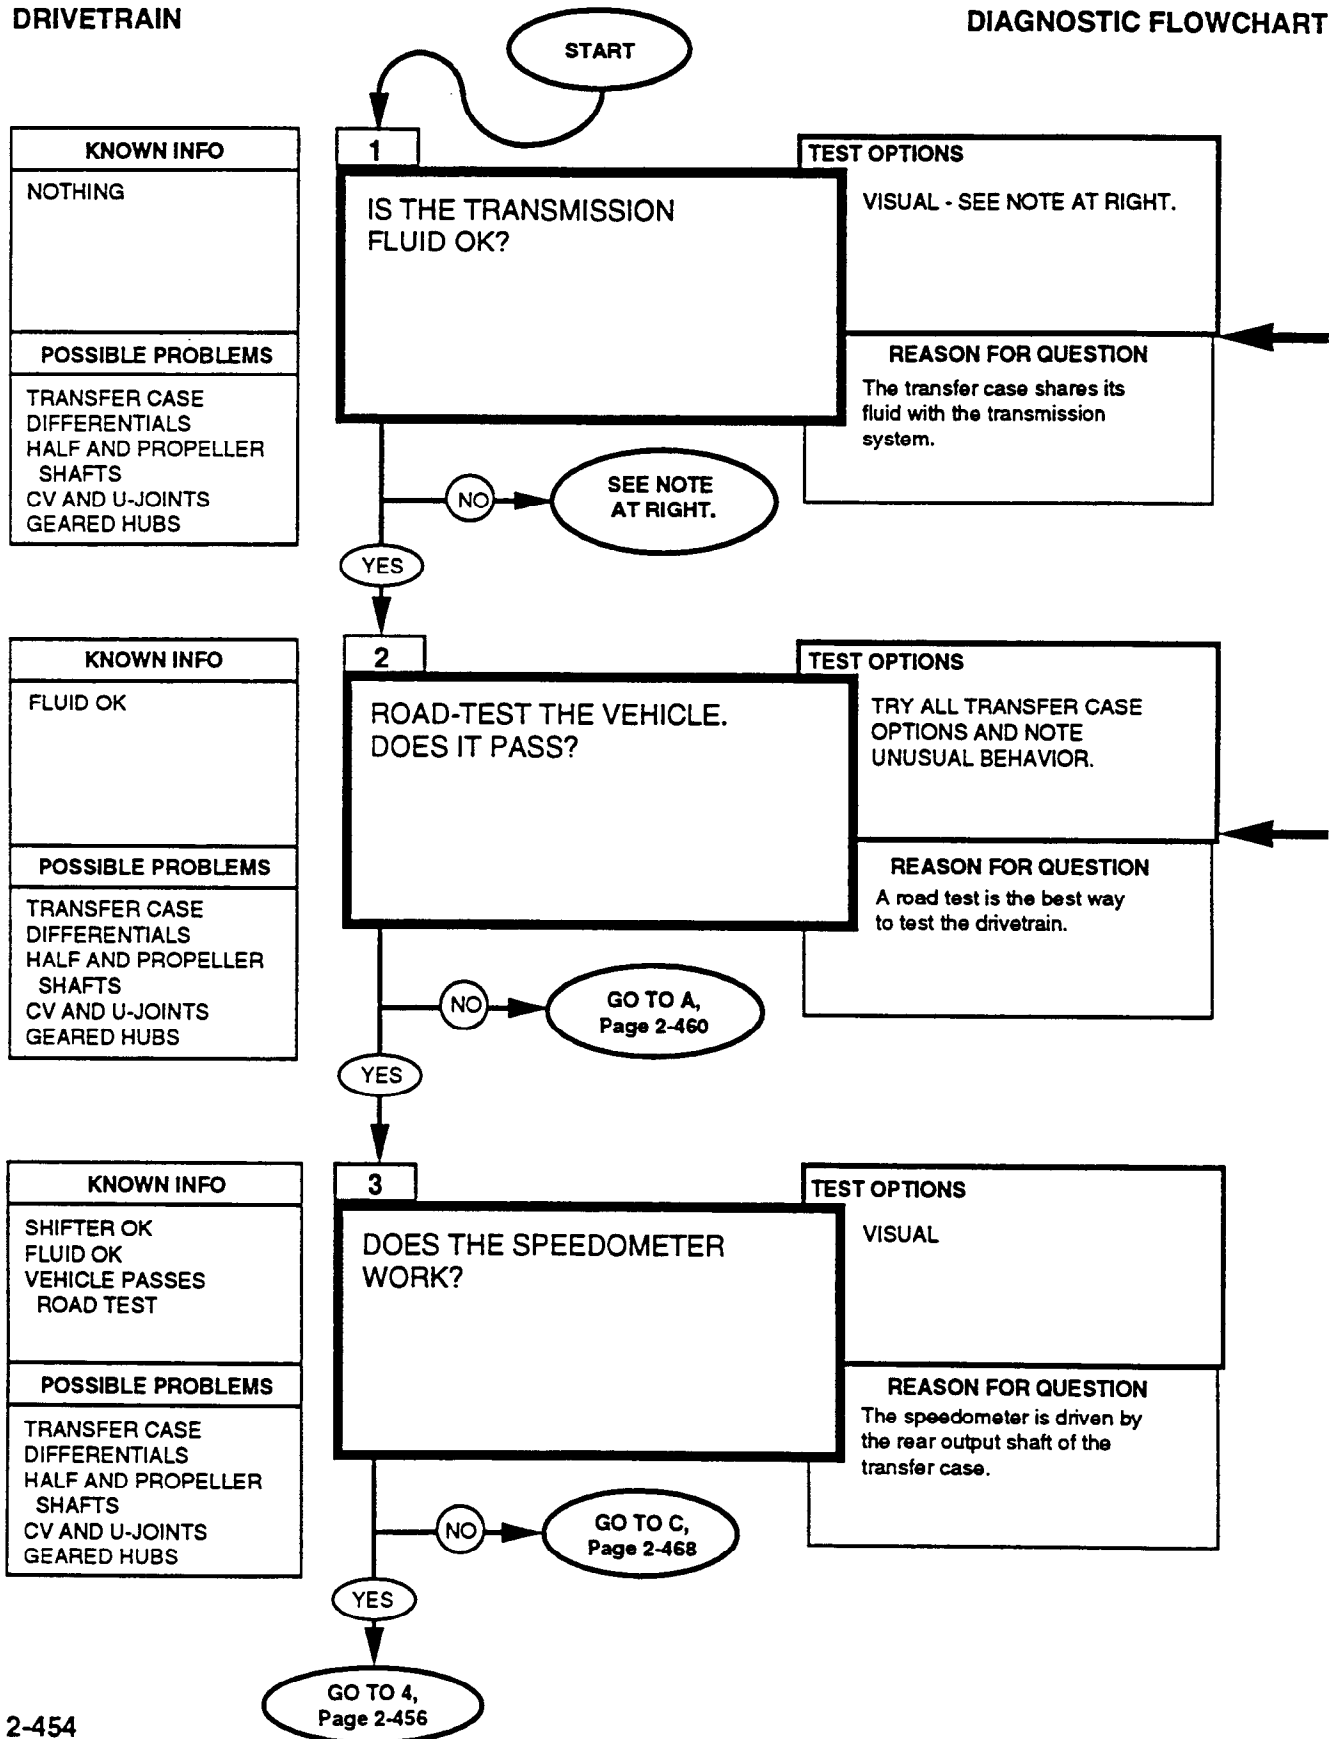 DRIVETRAIN
DIAGNOSTIC FLOWCHART
START
KNOWN INFO
NOTHING
POSSIBLE PROBLEMS
TRANSFER CASE
DIFFERENTIALS
HALF AND PROPELLER
SHAFTS
CV AND U-JOINTS
GEARED HUBS
1
IS THE TRANSMISSION
FLUID OK?
TEST OPTIONS
VISUAL - SEE NOTE AT RIGHT.
REASON FOR QUESTION
The transfer case shares its
fluid with the transmission
system.
NO
SEE NOTE
AT RIGHT.
YES
KNOWN INFO
FLUID OK
POSSIBLE PROBLEMS
TRANSFER CASE
DIFFERENTIALS
HALF AND PROPELLER
SHAFTS
CV AND U-JOINTS
GEARED HUBS
2
ROAD-TEST THE VEHICLE.
DOES IT PASS?
TEST OPTIONS
TRY ALL TRANSFER CASE
OPTIONS AND NOTE
UNUSUAL BEHAVIOR.
REASON FOR QUESTION
A road test is the best way
to test the drivetrain.
NO
GO TO A,
Page 2-460
YES
KNOWN INFO
SHIFTER OK
FLUID OK
VEHICLE PASSES
ROAD TEST
POSSIBLE PROBLEMS
TRANSFER CASE
DIFFERENTIALS
HALF AND PROPELLER
SHAFTS
CV AND U-JOINTS
GEARED HUBS
3
DOES THE SPEEDOMETER
WORK?
TEST OPTIONS
VISUAL
REASON FOR QUESTION
The speedometer is driven by
the rear output shaft of the
transfer case.
NO
GO TO C,
Page 2-468
YES
GO TO 4,
Page 2-456
2-454